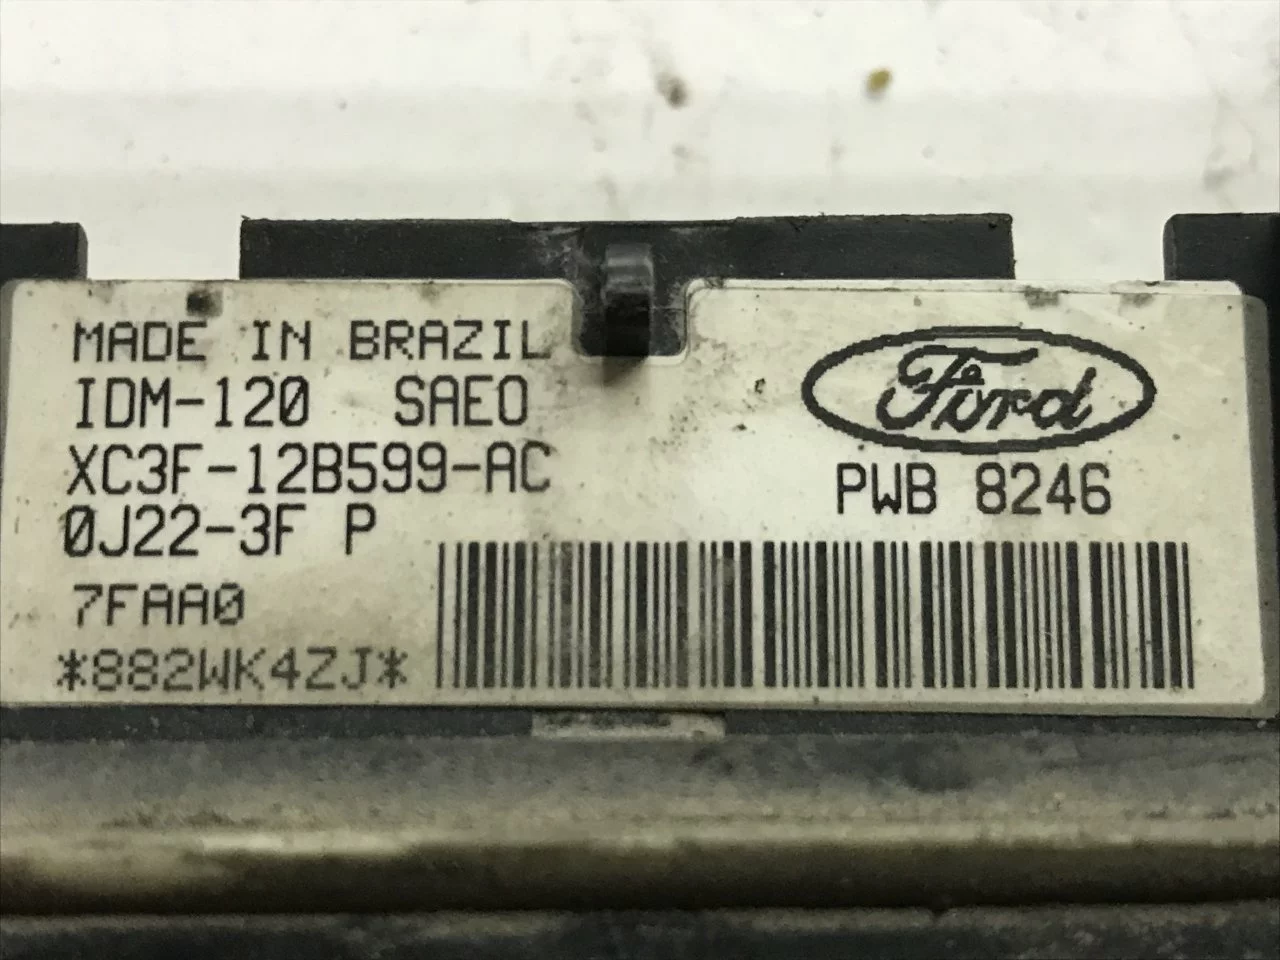 MADE IN BRAZIL
IDM-120 SAEO
XC3F-12B599-AC
0J22-3F P
7FAA0
*882WK4ZJ*
Ford
PWB 8246